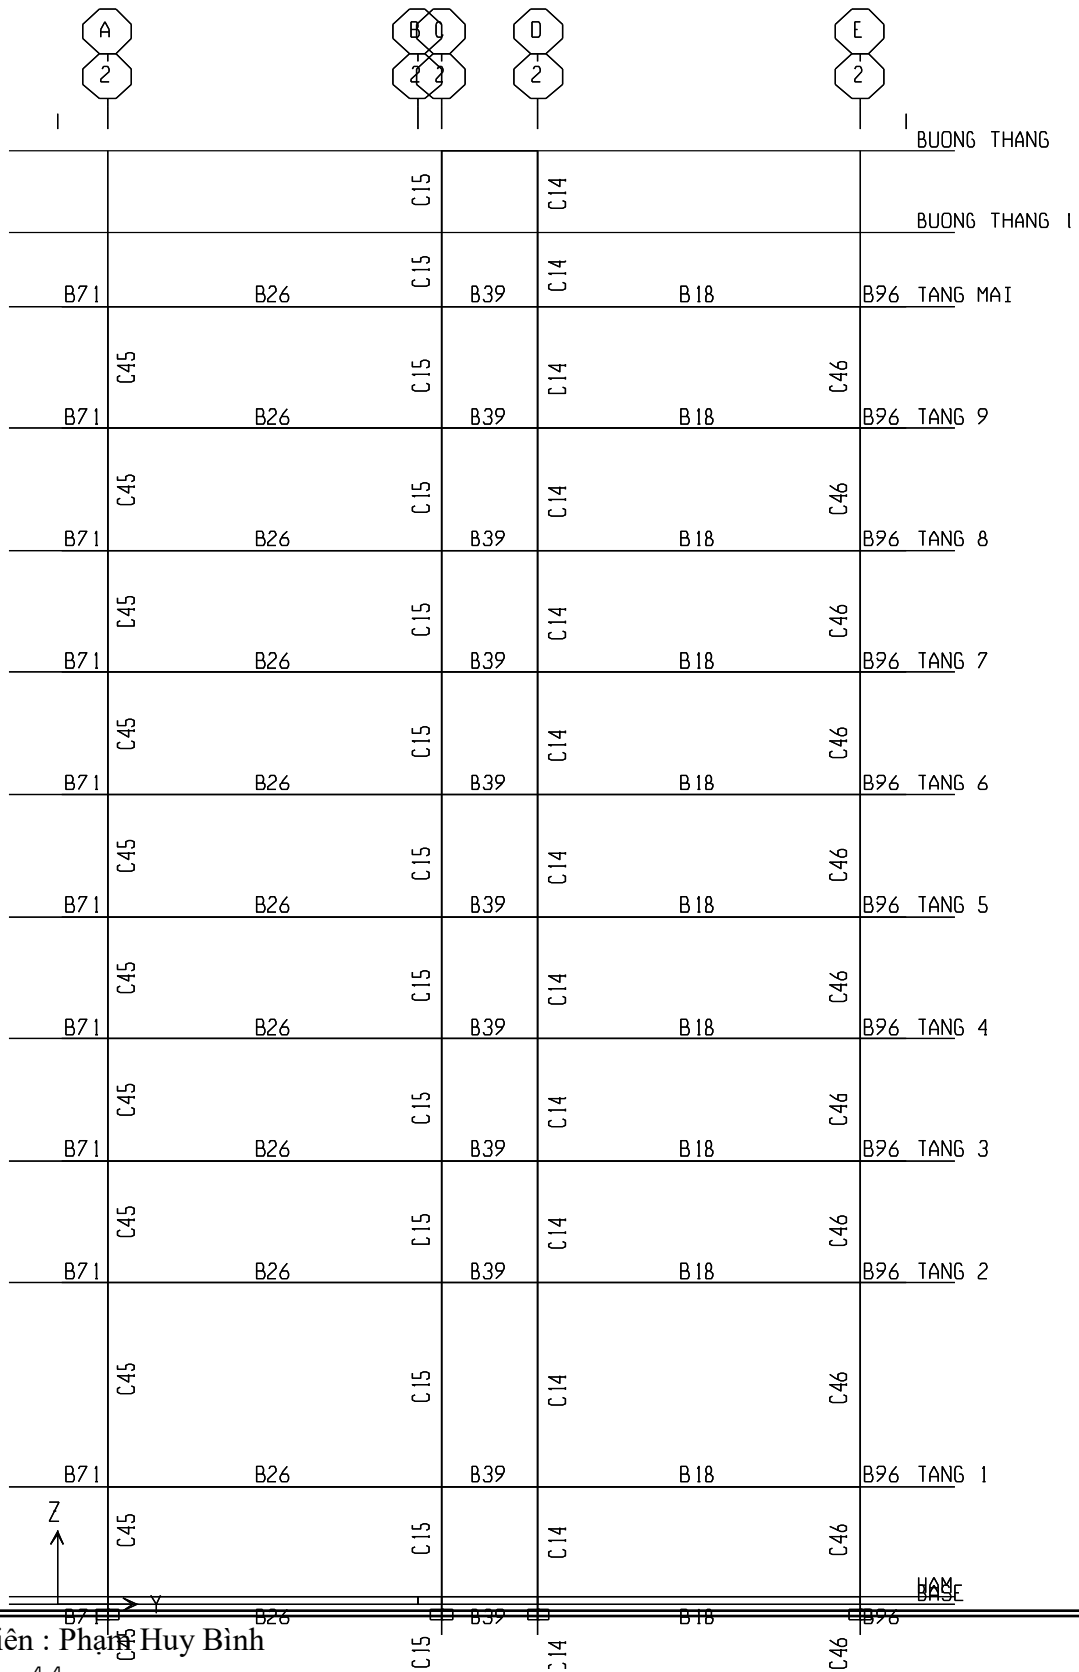 A B C D E
2 2 2 2 2
BUONG THANG
C15 C14
BUONG THANG
C15 C14
B71 B26 B39 B18 B96 TANG MAI
C45 C15 C14 C46
B71 B26 B39 B18 B96 TANG 9
C45 C15 C14 C46
B71 B26 B39 B18 B96 TANG 8
C45 C15 C14 C46
B71 B26 B39 B18 B96 TANG 7
C45 C15 C14 C46
B71 B26 B39 B18 B96 TANG 6
C45 C15 C14 C46
B71 B26 B39 B18 B96 TANG 5
C45 C15 C14 C46
B71 B26 B39 B18 B96 TANG 4
C45 C15 C14 C46
B71 B26 B39 B18 B96 TANG 3
C45 C15 C14 C46
B71 B26 B39 B18 B96 TANG 2
C45 C15 C14 C46
B71 B26 B39 B18 B96 TANG 1
Z
C45 C15 C14 C46
HAM
BASE
Y
B71 B26 B39 B18 B96
iên : Phạm Huy Bình
C45 C15 C14 C46